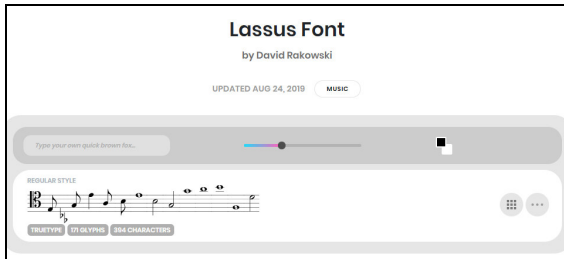 Lassus Font
by David Rakowski
UPDATED AUG 24, 2019 MUSIC
Type your own quick brown fox...
REGULAR STYLE
TRUETYPE 171 GLYPHS 394 CHARACTERS